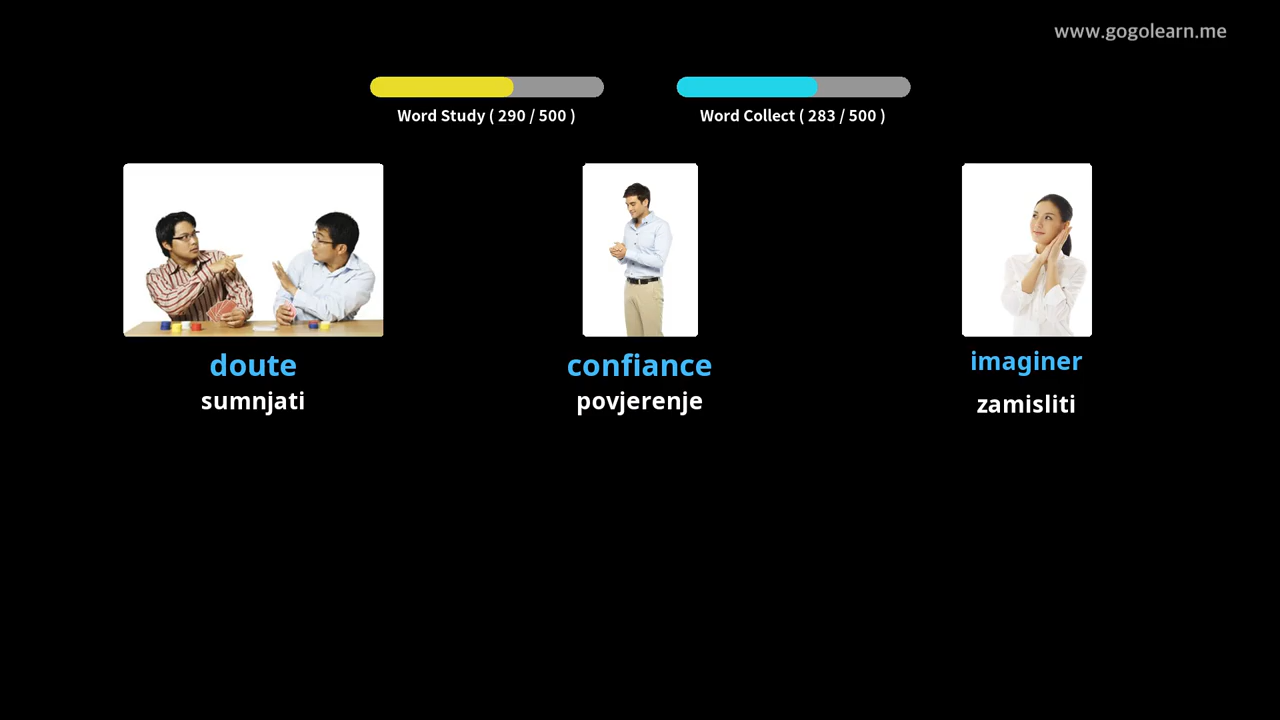 www.gogolearn.me
Word Study ( 290 / 500 )
Word Collect ( 283 / 500 )
doute
sumnjati
confiance
povjerenje
imaginer
zamisliti